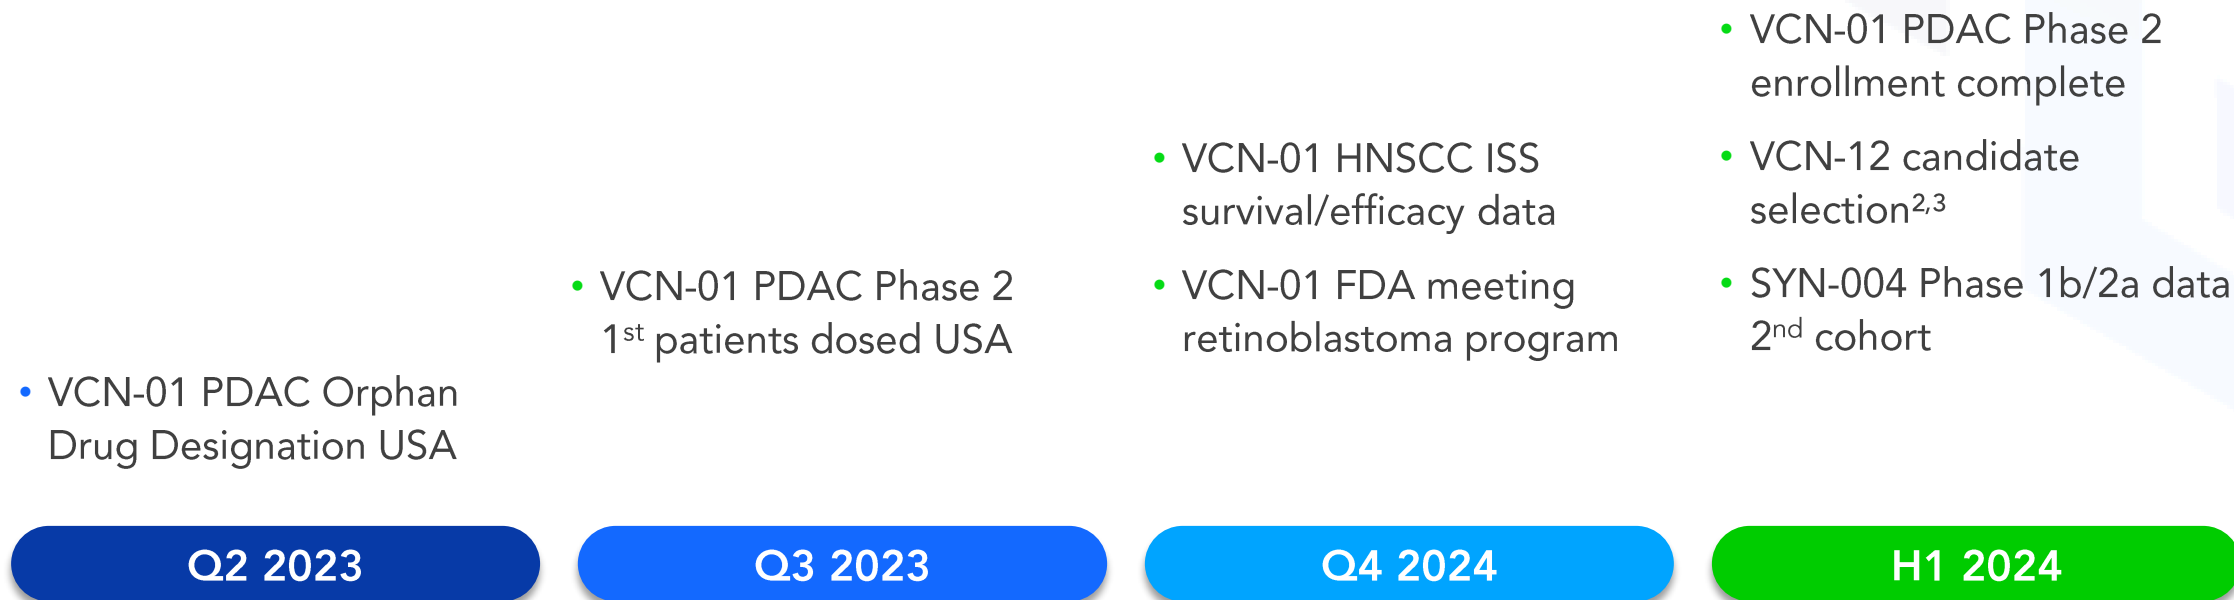 • VCN-01 PDAC Orphan
Drug Designation USA
Q2 2023
• VCN-01 PDAC Phase 2
1st patients dosed USA
Q3 2023
• VCN-01 HNSCC ISS
survival/efficacy data
• VCN-01 FDA meeting
retinoblastoma program
Q4 2024
• VCN-01 PDAC Phase 2
enrollment complete
• VCN-12 candidate
selection2,3
• SYN-004 Phase 1b/2a data
2nd cohort
H1 2024